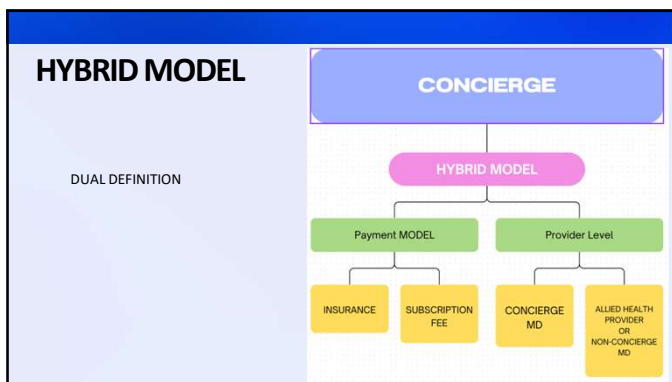 HYBRID MODEL
DUAL DEFINITION
CONCIERGE
HYBRID MODEL
Payment MODEL
Provider Level
INSURANCE
SUBSCRIPTION
FEE
CONCIERGE
MD
ALLIED HEALTH
PROVIDER
OR
NON-CONCIERGE
MD